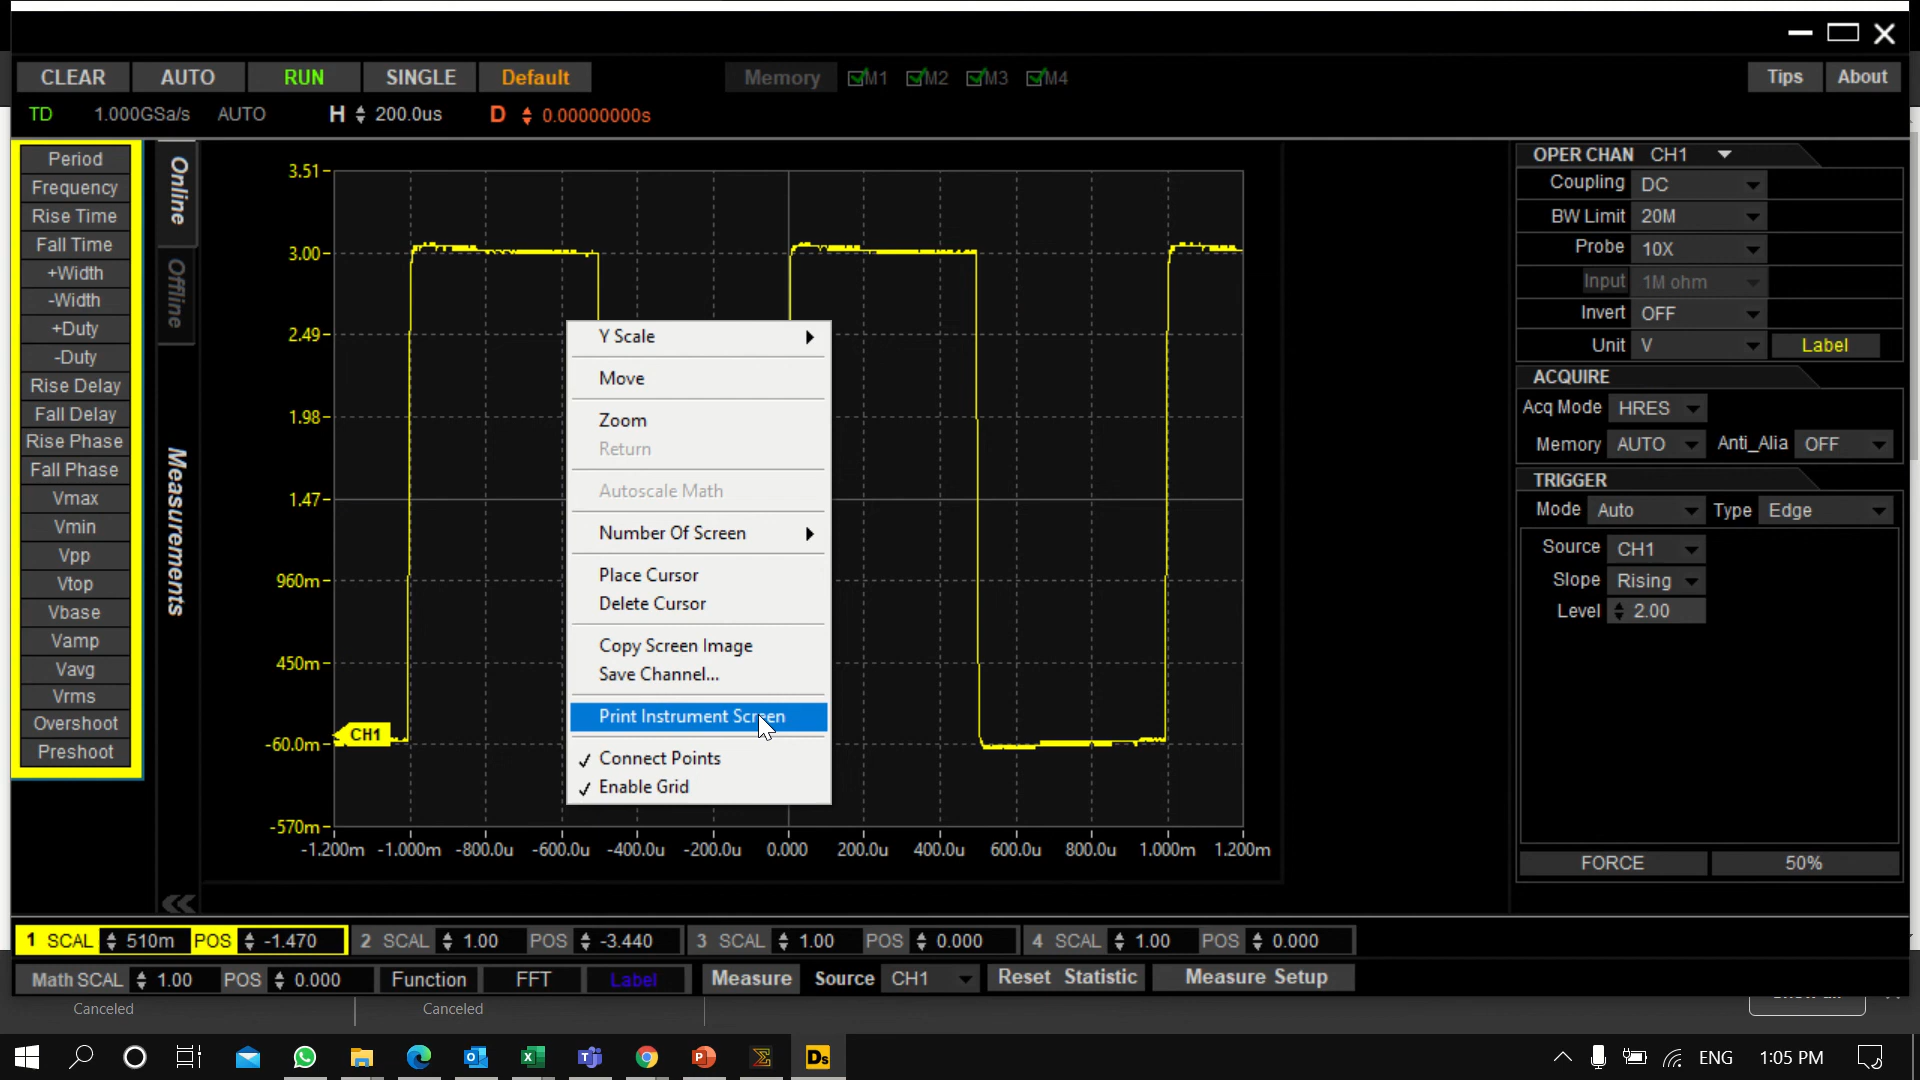 CLEAR AUTO RUN SINGLE Default Memory M1 M2 M3 M4 Tips About
TD 1.000GSa/s AUTO H 200.0us D 0.00000000s
Period
Frequency
Rise Time
Fall Time
+Width
-Width
+Duty
-Duty
Rise Delay
Fall Delay
Rise Phase
Fall Phase
Vmax
Vmin
Vpp
Vtop
Vbase
Vamp
Vavg
Vrms
Overshoot
Preshoot
Online
Offline
Measurements
3.51
3.00
2.49
1.98
1.47
960m
450m
-60.0m
-570m
CH1
-1.200m -1.000m -800.0u -600.0u -400.0u -200.0u 0.000 200.0u 400.0u 600.0u 800.0u 1.000m 1.200m
Y Scale
Move
Zoom
Return
Autoscale Math
Number Of Screen
Place Cursor
Delete Cursor
Copy Screen Image
Save Channel...
Print Instrument Screen
Connect Points
Enable Grid
OPER CHAN CH1
Coupling DC
BW Limit 20M
Probe 10X
Input 1M ohm
Invert OFF
Unit V Label
ACQUIRE
Acq Mode HRES
Memory AUTO Anti_Alia OFF
TRIGGER
Mode Auto Type Edge
Source CH1
Slope Rising
Level 2.00
FORCE 50%
1 SCAL 510m POS -1.470 2 SCAL 1.00 POS -3.440 3 SCAL 1.00 POS 0.000 4 SCAL 1.00 POS 0.000
Math SCAL 1.00 POS 0.000 Function FFT Label Measure Source CH1 Reset Statistic Measure Setup
Canceled Canceled
Ds ENG 1:05 PM